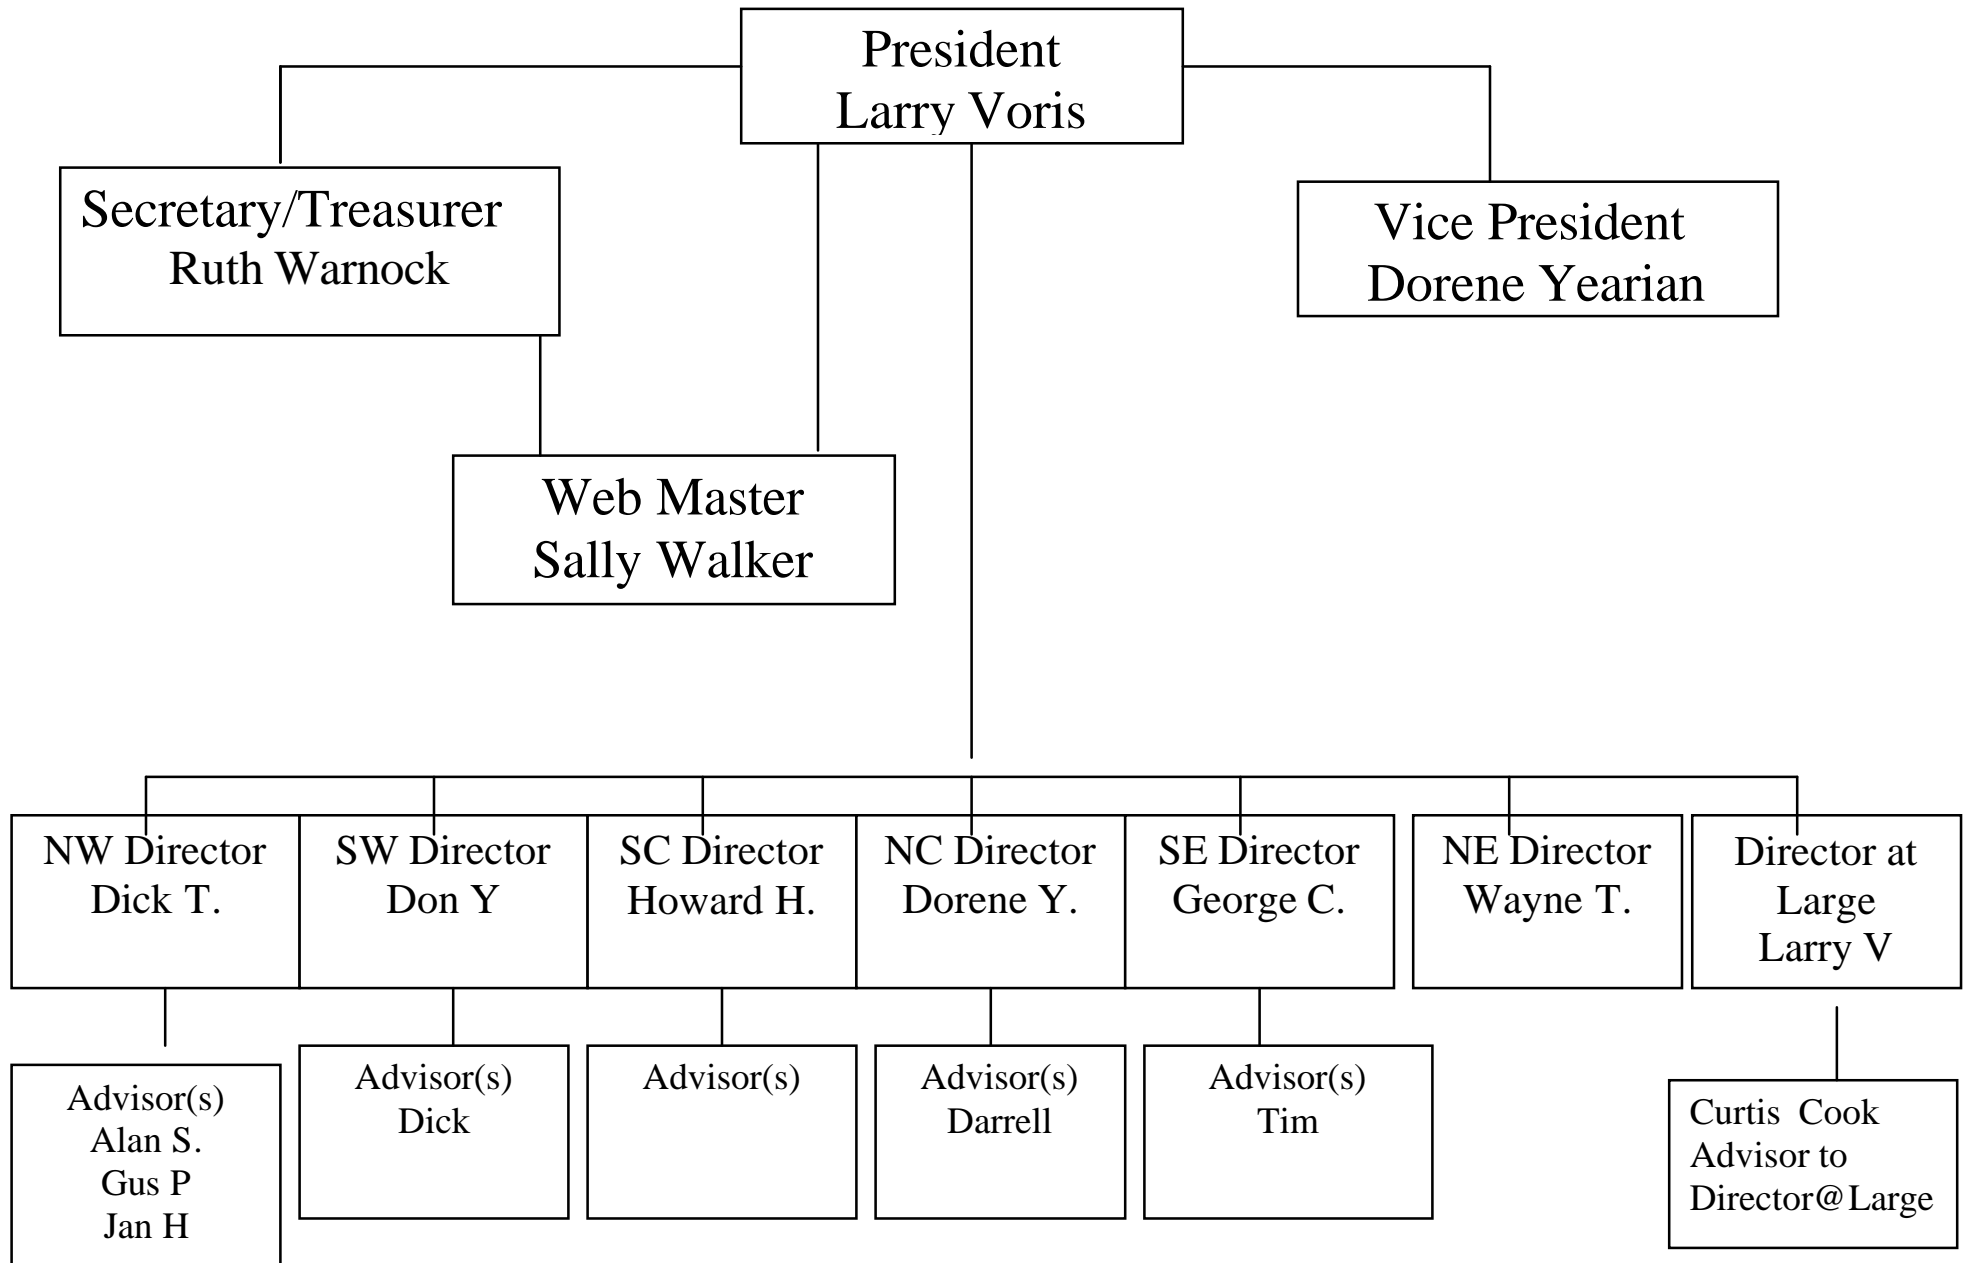 President
Larry Voris
Secretary/Treasurer
Ruth Warnock
Vice President
Dorene Yearian
Web Master
Sally Walker
NW Director
Dick T.
SW Director
Don Y
SC Director
Howard H.
NC Director
Dorene Y.
SE Director
George C.
NE Director
Wayne T.
Director at
Large
Larry V
Advisor(s)
Alan S.
Gus P
Jan H
Advisor(s)
Dick
Advisor(s)
Advisor(s)
Darrell
Advisor(s)
Tim
Curtis  Cook
Advisor to
Director@Large